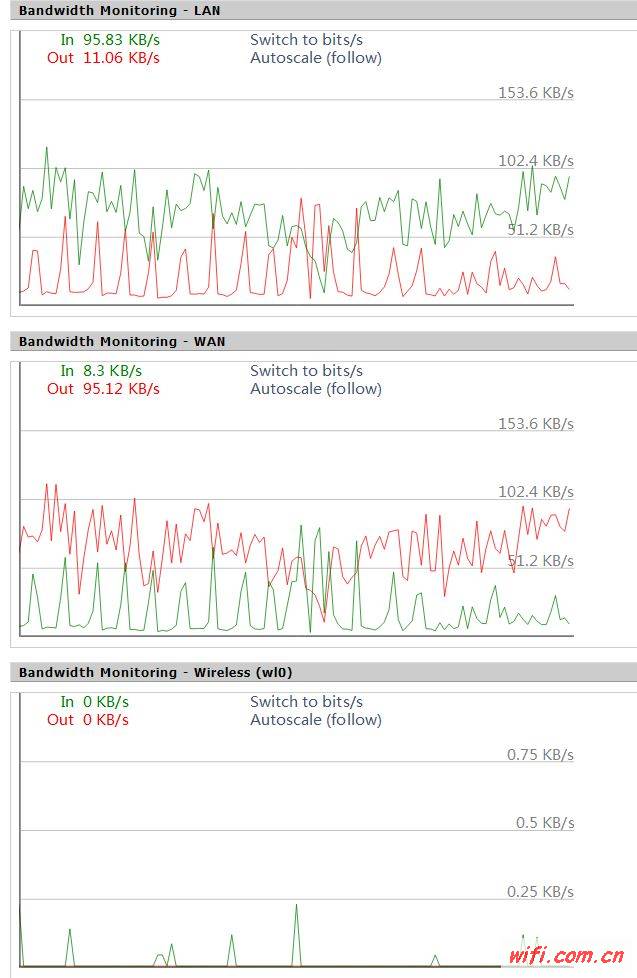 Bandwidth Monitoring - LAN
In 95.83 KB/s Switch to bits/s
Out 11.06 KB/s Autoscale (follow)
153.6 KB/s
102.4 KB/s
51.2 KB/s
Bandwidth Monitoring - WAN
In 8.3 KB/s Switch to bits/s
Out 95.12 KB/s Autoscale (follow)
153.6 KB/s
102.4 KB/s
51.2 KB/s
Bandwidth Monitoring - Wireless (wl0)
In 0 KB/s Switch to bits/s
Out 0 KB/s Autoscale (follow)
0.75 KB/s
0.5 KB/s
0.25 KB/s
wifi.com.cn